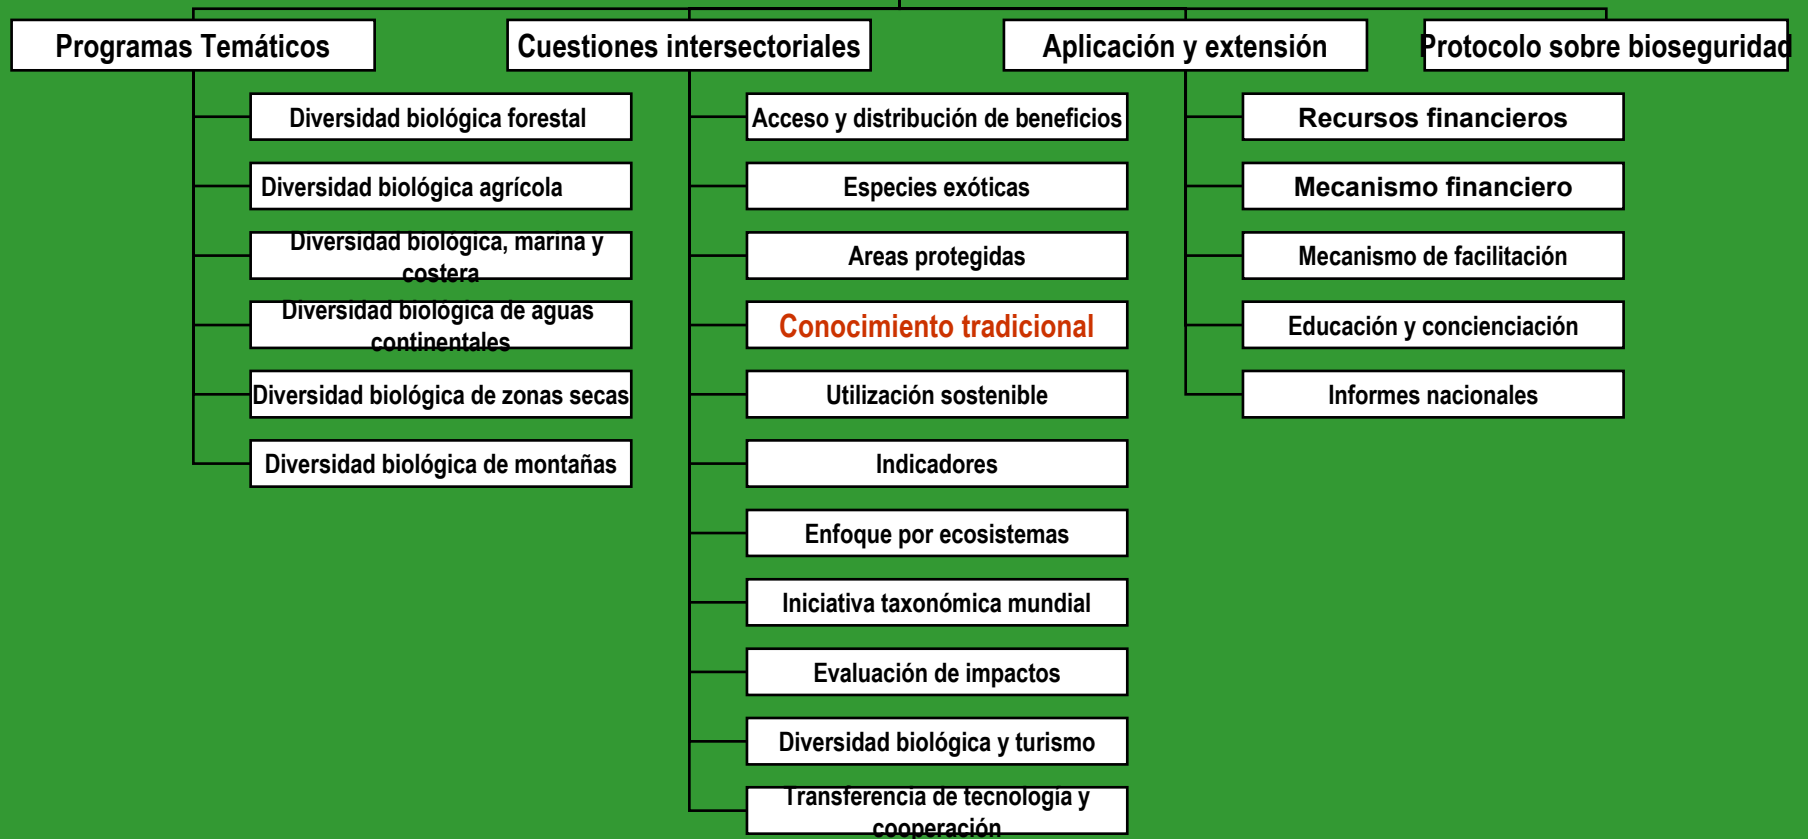 Programas Temáticos
Cuestiones intersectoriales
Aplicación y extensión
Protocolo sobre bioseguridad
Diversidad biológica forestal
Diversidad biológica agrícola
Diversidad biológica, marina y
costera
Diversidad biológica de aguas
continentales
Diversidad biológica de zonas secas
Diversidad biológica de montañas
Acceso y distribución de beneficios
Especies exóticas
Areas protegidas
Conocimiento tradicional
Utilización sostenible
Indicadores
Enfoque por ecosistemas
Iniciativa taxonómica mundial
Evaluación de impactos
Diversidad biológica y turismo
Transferencia de tecnología y
cooperación
Recursos financieros
Mecanismo financiero
Mecanismo de facilitación
Educación y concienciación
Informes nacionales